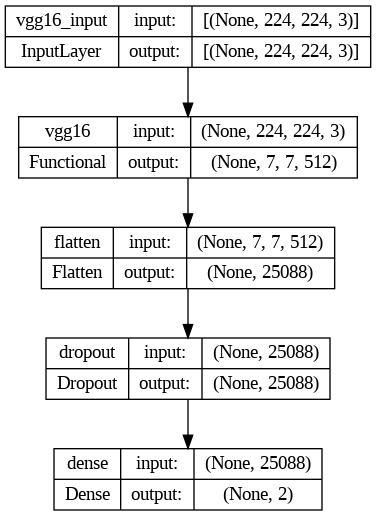 vgg16_input input: [(None, 224, 224, 3)]
InputLayer output: [(None, 224, 224, 3)]
vgg16 input: (None, 224, 224, 3)
Functional output: (None, 7, 7, 512)
flatten input: (None, 7, 7, 512)
Flatten output: (None, 25088)
dropout input: (None, 25088)
Dropout output: (None, 25088)
dense input: (None, 25088)
Dense output: (None, 2)